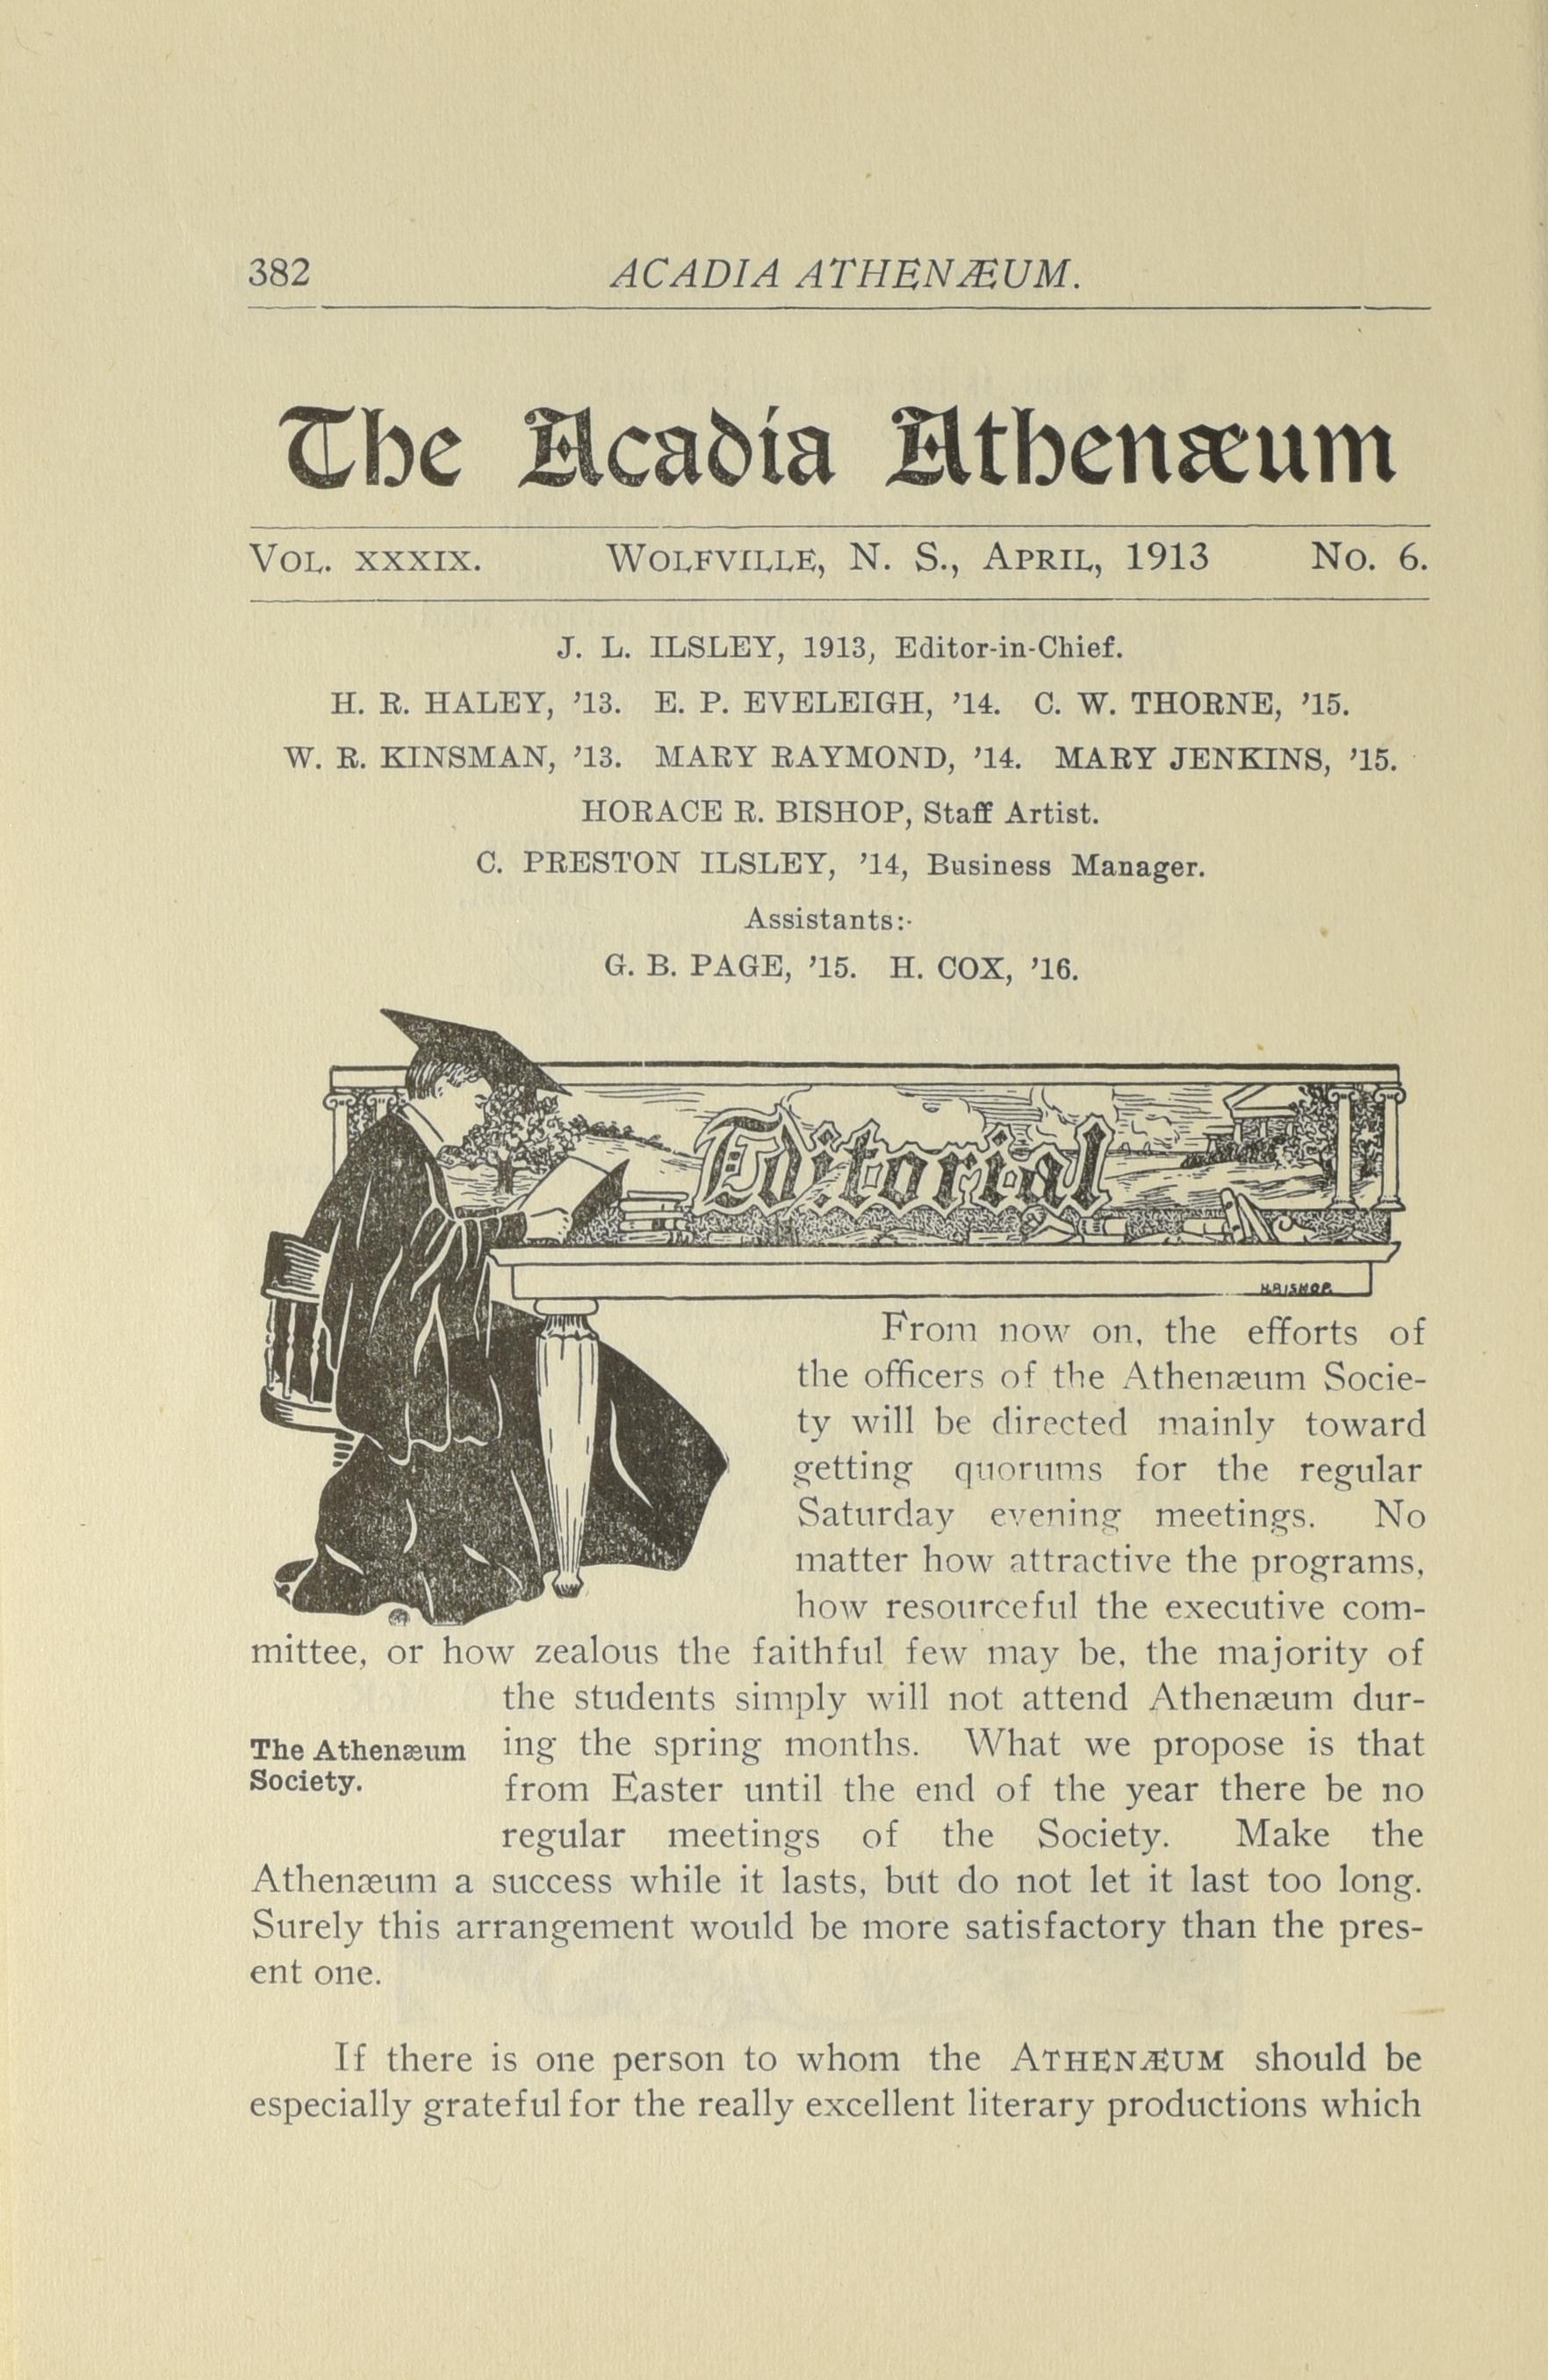 382 ACADIA ATHENÆUM.
The Acadia Athenæum
VOL. XXXIX. WOLFVILLE, N. S., APRIL, 1913 No. 6.
J. L. ILSLEY, 1913, Editor-in-Chief.
H. R. HALEY, ’13. E. P. EVELEIGH, ’14. C. W. THORNE, ’15.
W. R. KINSMAN, ’13. MARY RAYMOND, ’14. MARY JENKINS, ’15.
HORACE R. BISHOP, Staff Artist.
C. PRESTON ILSLEY, ’14, Business Manager.
Assistants:-
G. B. PAGE, ’15. H. COX, ’16.
Editorial
H.BISHOP
From now on, the efforts of
the officers of the Athenæum Socie-
ty will be directed mainly toward
getting quorums for the regular
Saturday evening meetings. No
matter how attractive the programs,
how resourceful the executive com-
mittee, or how zealous the faithful few may be, the majority of
the students simply will not attend Athenæum dur-
The Athenæum
Society.
ing the spring months. What we propose is that
from Easter until the end of the year there be no
regular meetings of the Society. Make the
Athenæum a success while it lasts, but do not let it last too long.
Surely this arrangement would be more satisfactory than the pres-
ent one.
If there is one person to whom the ATHENÆUM should be
especially grateful for the really excellent literary productions which